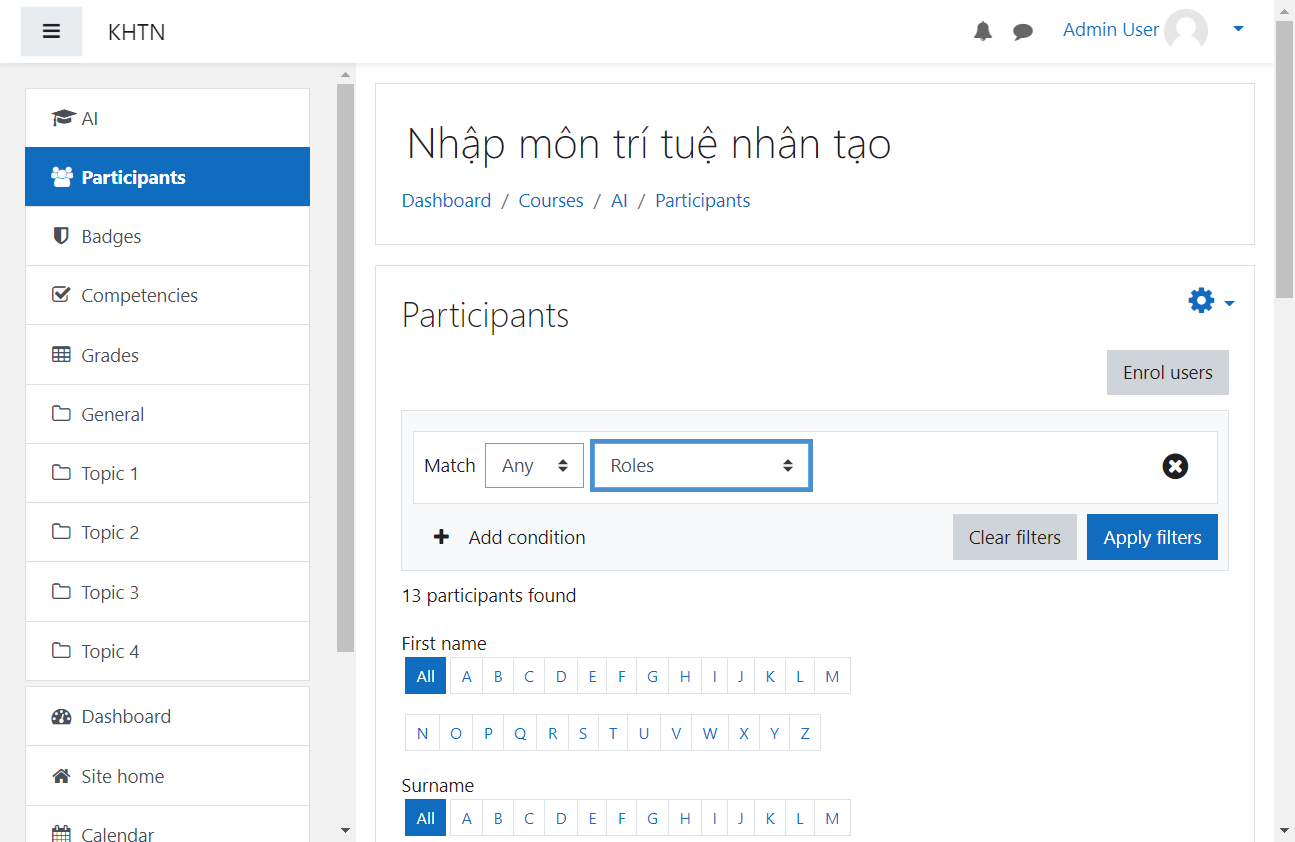 KHTN
Admin User
AI
Participants
Badges
Competencies
Grades
General
Topic 1
Topic 2
Topic 3
Topic 4
Dashboard
Site home
Calendar
Nhập môn trí tuệ nhân tạo
Dashboard / Courses / AI / Participants
Participants
Enrol users
Match Any Roles
Add condition Clear filters Apply filters
13 participants found
First name
All A B C D E F G H I J K L M
N O P Q R S T U V W X Y Z
Surname
All A B C D E F G H I J K L M